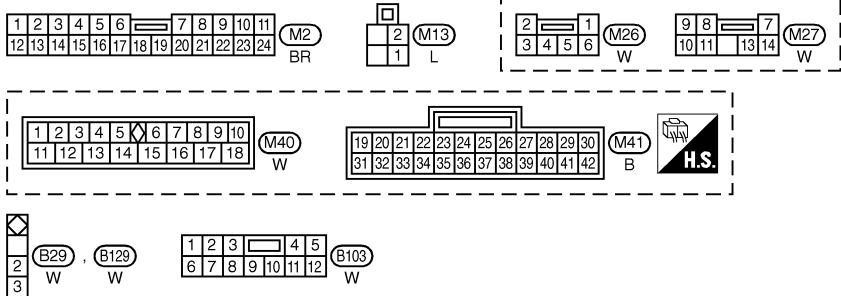 1 2 3 4 5 6 7 8 9 10 11
12 13 14 15 16 17 18 19 20 21 22 23 24
M2
BR
2
1
M13
L
2 1
3 4 5 6
M26
W
9 8 7
10 11 13 14
M27
W
1 2 3 4 5 6 7 8 9 10
11 12 13 14 15 16 17 18
M40
W
19 20 21 22 23 24 25 26 27 28 29 30
31 32 33 34 35 36 37 38 39 40 41 42
M41
B
H.S.
2
3
B29 , B129
W W
1 2 3 4 5
6 7 8 9 10 11 12
B103
W